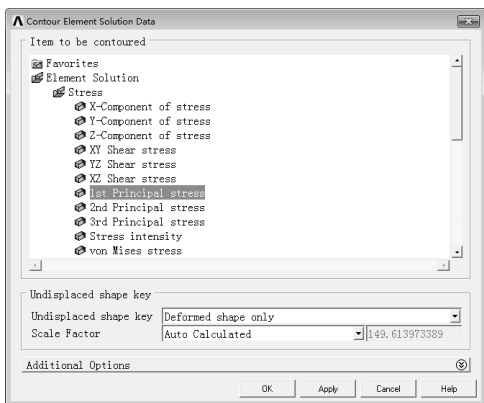 Contour Element Solution Data
Item to be contoured
Favorites
Element Solution
Stress
X-Component of stress
Y-Component of stress
Z-Component of stress
XY Shear stress
YZ Shear stress
XZ Shear stress
1st Principal stress
2nd Principal stress
3rd Principal stress
Stress intensity
von Mises stress
Undisplaced shape key
Undisplaced shape key Deformed shape only
Scale Factor Auto Calculated 149.613973389
Additional Options
OK Apply Cancel Help